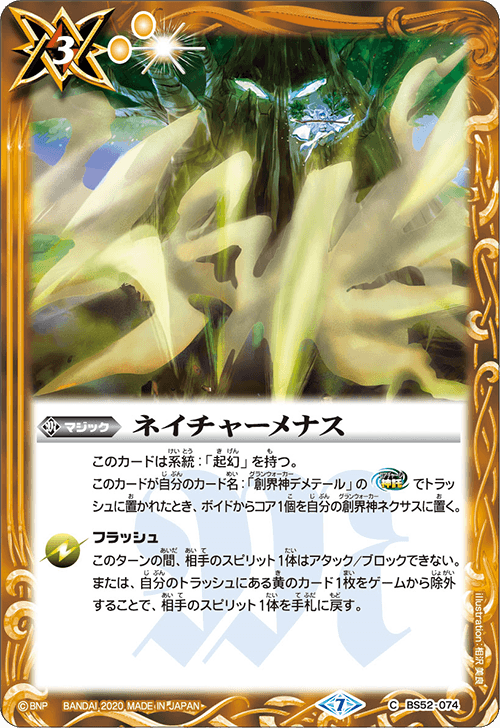 3
マジック
ネイチャーメナス
このカードは系統：「起幻」を持つ。
このカードが自分のカード名：「創界神デメテール」の 神託 でトラッ
シュに置かれたとき、ボイドからコア1個を自分の創界神ネクサスに置く。
フラッシュ
このターンの間、相手のスピリット1体はアタック/ブロックできない。
または、自分のトラッシュにある黄のカード1枚をゲームから除外
することで、相手のスピリット1体を手札に戻す。
illustration：相沢 美良
©BNP BANDAI, 2020, MADE IN JAPAN
7
C BS52-074